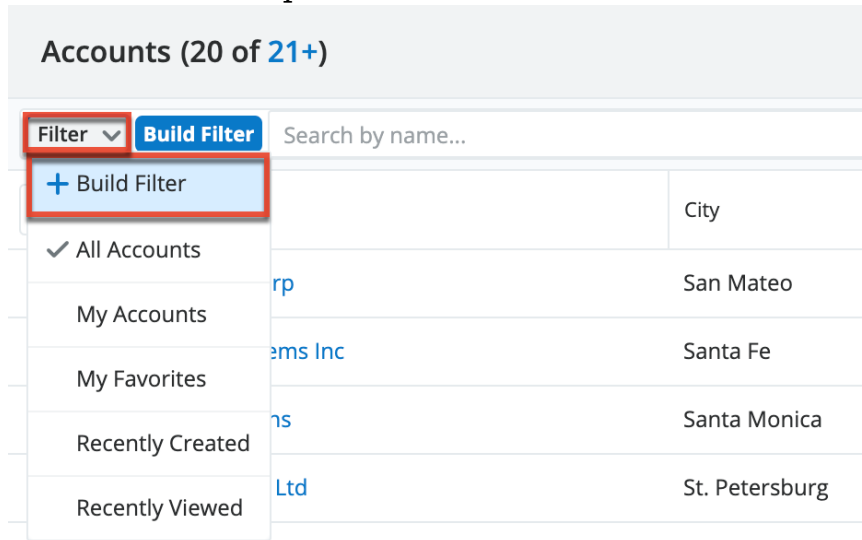 Accounts (20 of 21+)
Filter Build Filter Search by name...
Build Filter
City
All Accounts
rp San Mateo
My Accounts
ems Inc Santa Fe
My Favorites
ns Santa Monica
Recently Created
Ltd St. Petersburg
Recently Viewed